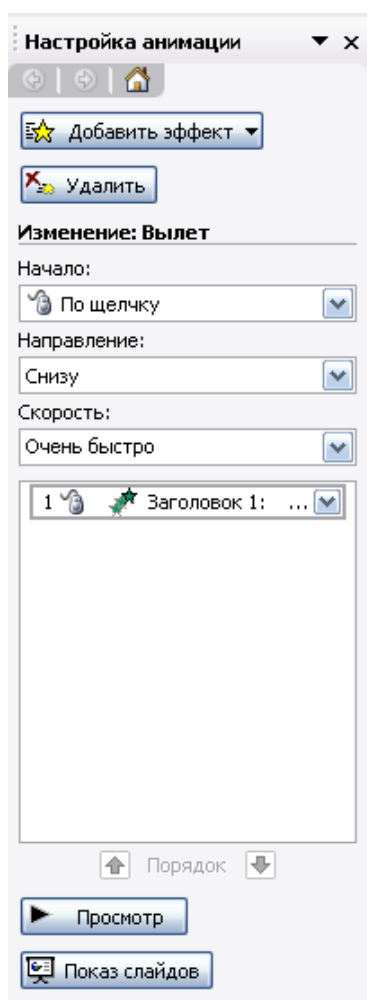 Настройка анимации
Добавить эффект
Удалить
Изменение: Вылет
Начало:
По щелчку
Направление:
Снизу
Скорость:
Очень быстро
1 Заголовок 1: ...
Порядок
Просмотр
Показ слайдов